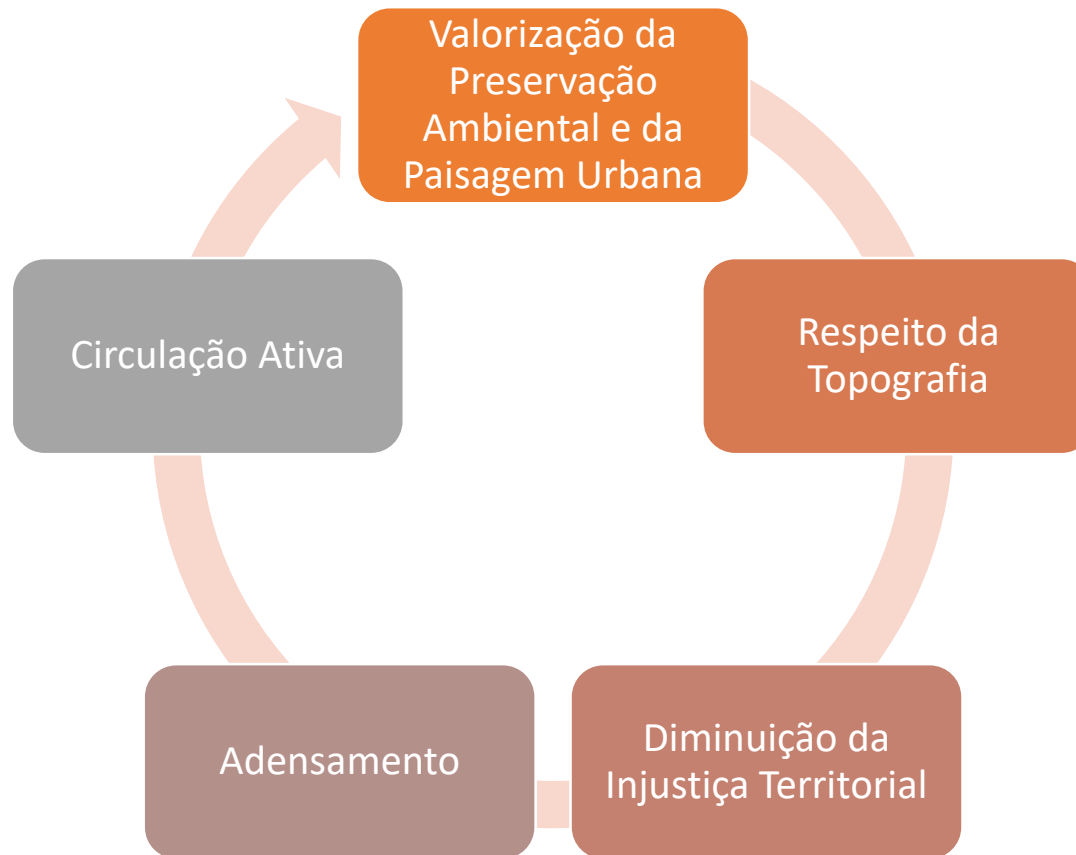 Valorização da
Preservação
Ambiental e da
Paisagem Urbana
Respeito da
Topografia
Diminuição da
Injustiça Territorial
Adensamento
Circulação Ativa